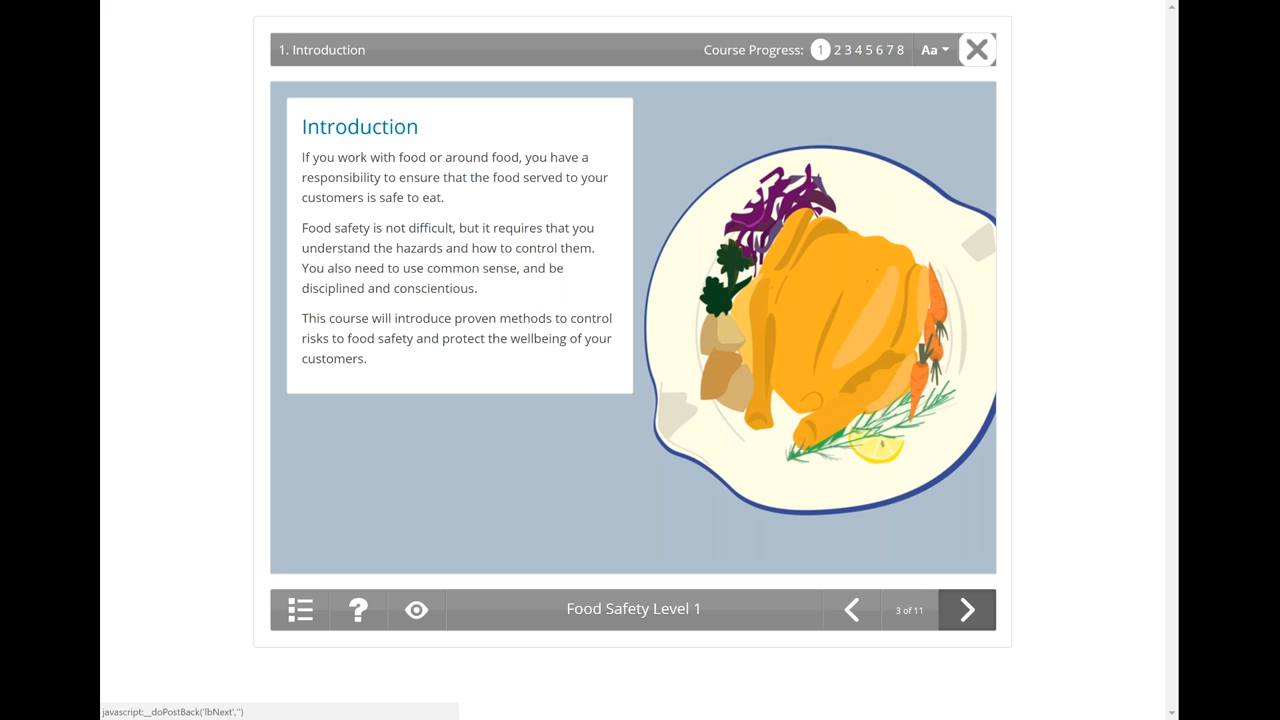 1. Introduction
Course Progress: 1 2 3 4 5 6 7 8 Aa
Introduction
If you work with food or around food, you have a
responsibility to ensure that the food served to your
customers is safe to eat.
Food safety is not difficult, but it requires that you
understand the hazards and how to control them.
You also need to use common sense, and be
disciplined and conscientious.
This course will introduce proven methods to control
risks to food safety and protect the wellbeing of your
customers.
? Food Safety Level 1 3 of 11
javascript:__doPostBack('lbNext','')